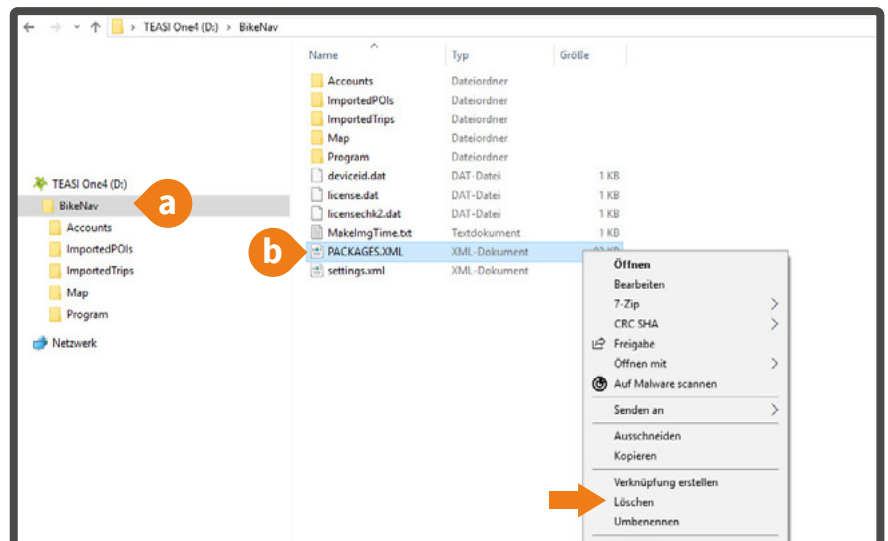 TEASI One4 (D:) > BikeNav
Name Typ Größe
Accounts Dateiordner
ImportedPOIs Dateiordner
ImportedTrips Dateiordner
Map Dateiordner
Program Dateiordner
deviceid.dat DAT-Datei 1 KB
license.dat DAT-Datei 1 KB
licensechk2.dat DAT-Datei 1 KB
MakeImgTime.txt Textdokument 1 KB
PACKAGES.XML XML-Dokument
settings.xml XML-Dokument
TEASI One4 (D:)
BikeNav
a
Accounts
ImportedPOIs
b
ImportedTrips
Map
Program
Netzwerk
Öffnen
Bearbeiten
7-Zip
CRC SHA
Freigabe
Öffnen mit
Auf Malware scannen
Senden an
Ausschneiden
Kopieren
Verknüpfung erstellen
Löschen
Umbenennen